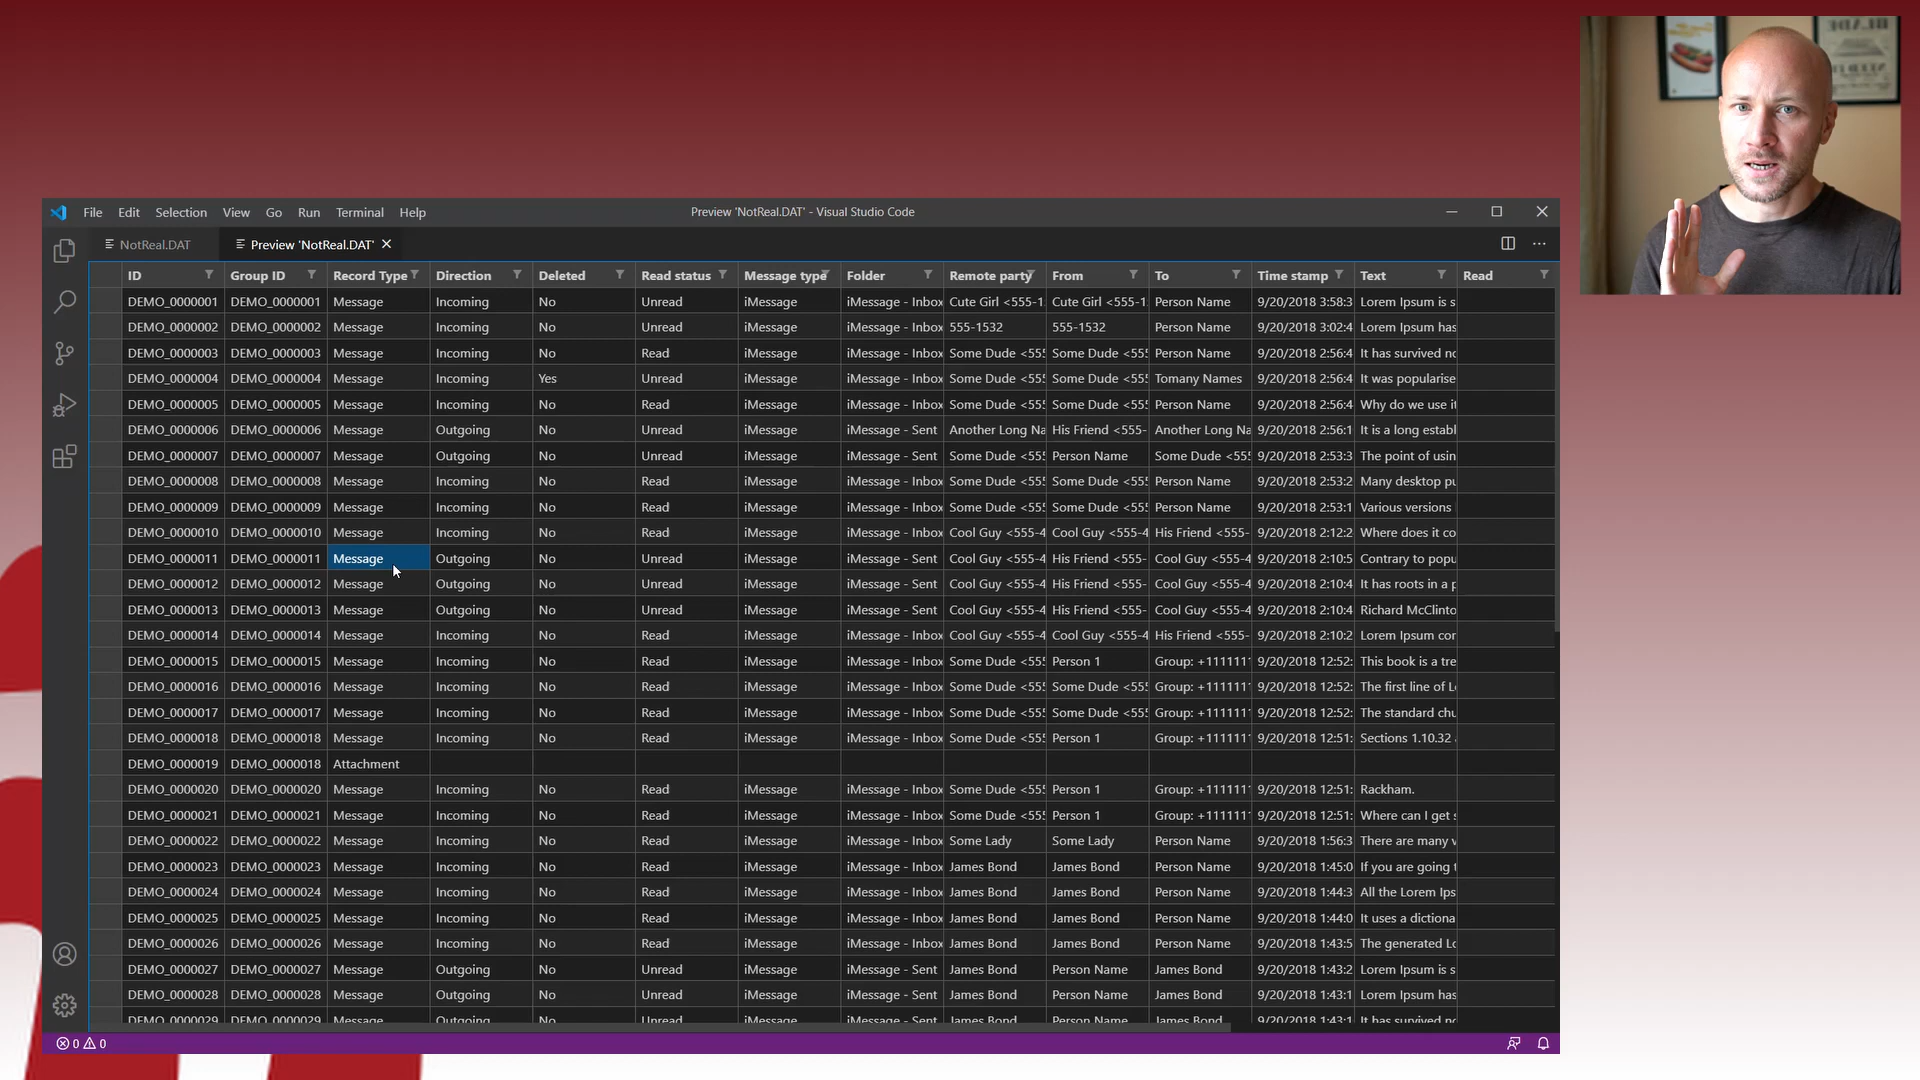 File Edit Selection View Go Run Terminal Help Preview 'NotReal.DAT' - Visual Studio Code
NotReal.DAT Preview 'NotReal.DAT'
ID Group ID Record Type Direction Deleted Read status Message type Folder Remote party From To Time stamp Text Read
DEMO_0000001 DEMO_0000001 Message Incoming No Unread iMessage iMessage - Inbox Cute Girl <555-1 Cute Girl <555-1 Person Name 9/20/2018 3:58:3 Lorem Ipsum is s
DEMO_0000002 DEMO_0000002 Message Incoming No Unread iMessage iMessage - Inbox 555-1532 555-1532 Person Name 9/20/2018 3:02:4 Lorem Ipsum has
DEMO_0000003 DEMO_0000003 Message Incoming No Read iMessage iMessage - Inbox Some Dude <555 Some Dude <555 Person Name 9/20/2018 2:56:4 It has survived no
DEMO_0000004 DEMO_0000004 Message Incoming Yes Unread iMessage iMessage - Inbox Some Dude <555 Some Dude <555 Tomany Names 9/20/2018 2:56:4 It was popularise
DEMO_0000005 DEMO_0000005 Message Incoming No Read iMessage iMessage - Inbox Some Dude <555 Some Dude <555 Person Name 9/20/2018 2:56:4 Why do we use it
DEMO_0000006 DEMO_0000006 Message Outgoing No Unread iMessage iMessage - Sent Another Long Na His Friend <555- Another Long Na 9/20/2018 2:56:1 It is a long establ
DEMO_0000007 DEMO_0000007 Message Outgoing No Unread iMessage iMessage - Sent Some Dude <555 Person Name Some Dude <555 9/20/2018 2:53:3 The point of usin
DEMO_0000008 DEMO_0000008 Message Incoming No Read iMessage iMessage - Inbox Some Dude <555 Some Dude <555 Person Name 9/20/2018 2:53:2 Many desktop pu
DEMO_0000009 DEMO_0000009 Message Incoming No Read iMessage iMessage - Inbox Some Dude <555 Some Dude <555 Person Name 9/20/2018 2:53:1 Various versions
DEMO_0000010 DEMO_0000010 Message Incoming No Read iMessage iMessage - Inbox Cool Guy <555-4 Cool Guy <555-4 His Friend <555- 9/20/2018 2:12:2 Where does it co
DEMO_0000011 DEMO_0000011 Message Outgoing No Unread iMessage iMessage - Sent Cool Guy <555-4 His Friend <555- Cool Guy <555-4 9/20/2018 2:10:5 Contrary to popu
DEMO_0000012 DEMO_0000012 Message Outgoing No Unread iMessage iMessage - Sent Cool Guy <555-4 His Friend <555- Cool Guy <555-4 9/20/2018 2:10:4 It has roots in a p
DEMO_0000013 DEMO_0000013 Message Outgoing No Unread iMessage iMessage - Sent Cool Guy <555-4 His Friend <555- Cool Guy <555-4 9/20/2018 2:10:4 Richard McClinto
DEMO_0000014 DEMO_0000014 Message Incoming No Read iMessage iMessage - Inbox Cool Guy <555-4 Cool Guy <555-4 His Friend <555- 9/20/2018 2:10:2 Lorem Ipsum cor
DEMO_0000015 DEMO_0000015 Message Incoming No Read iMessage iMessage - Inbox Some Dude <555 Person 1 Group: +1111111 9/20/2018 12:52: This book is a tre
DEMO_0000016 DEMO_0000016 Message Incoming No Read iMessage iMessage - Inbox Some Dude <555 Some Dude <555 Group: +1111111 9/20/2018 12:52: The first line of L
DEMO_0000017 DEMO_0000017 Message Incoming No Read iMessage iMessage - Inbox Some Dude <555 Some Dude <555 Group: +1111111 9/20/2018 12:52: The standard chu
DEMO_0000018 DEMO_0000018 Message Incoming No Read iMessage iMessage - Inbox Some Dude <555 Person 1 Group: +1111111 9/20/2018 12:51: Sections 1.10.32
DEMO_0000019 DEMO_0000018 Attachment
DEMO_0000020 DEMO_0000020 Message Incoming No Read iMessage iMessage - Inbox Some Dude <555 Person 1 Group: +1111111 9/20/2018 12:51: Rackham.
DEMO_0000021 DEMO_0000021 Message Incoming No Read iMessage iMessage - Inbox Some Dude <555 Person 1 Group: +1111111 9/20/2018 12:51: Where can I get s
DEMO_0000022 DEMO_0000022 Message Incoming No Read iMessage iMessage - Inbox Some Lady Some Lady Person Name 9/20/2018 1:56:3 There are many v
DEMO_0000023 DEMO_0000023 Message Incoming No Read iMessage iMessage - Inbox James Bond James Bond Person Name 9/20/2018 1:45:0 If you are going t
DEMO_0000024 DEMO_0000024 Message Incoming No Read iMessage iMessage - Inbox James Bond James Bond Person Name 9/20/2018 1:44:3 All the Lorem Ips
DEMO_0000025 DEMO_0000025 Message Incoming No Read iMessage iMessage - Inbox James Bond James Bond Person Name 9/20/2018 1:44:0 It uses a dictiona
DEMO_0000026 DEMO_0000026 Message Incoming No Read iMessage iMessage - Inbox James Bond James Bond Person Name 9/20/2018 1:43:5 The generated Lo
DEMO_0000027 DEMO_0000027 Message Outgoing No Unread iMessage iMessage - Sent James Bond Person Name James Bond 9/20/2018 1:43:2 Lorem Ipsum is s
DEMO_0000028 DEMO_0000028 Message Outgoing No Unread iMessage iMessage - Sent James Bond Person Name James Bond 9/20/2018 1:43:1 Lorem Ipsum has
DEMO_0000029 DEMO_0000029 Message Outgoing No Unread iMessage iMessage - Sent James Bond Person Name James Bond 9/20/2018 1:43:1 It has survived no
0 0